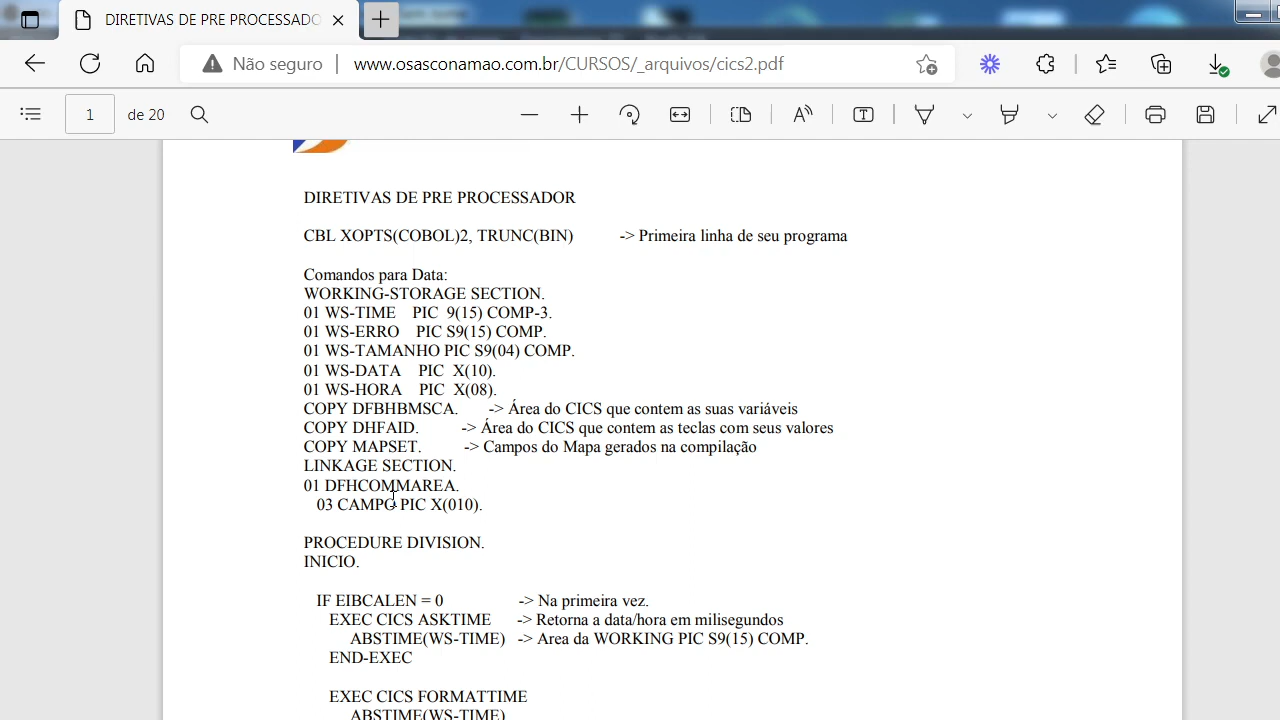 DIRETIVAS DE PRE PROCESSADO
Não seguro | www.osasconamao.com.br/CURSOS/_arquivos/cics2.pdf
1 de 20
DIRETIVAS DE PRE PROCESSADOR
CBL XOPTS(COBOL)2, TRUNC(BIN) -> Primeira linha de seu programa
Comandos para Data:
WORKING-STORAGE SECTION.
01 WS-TIME PIC 9(15) COMP-3.
01 WS-ERRO PIC S9(15) COMP.
01 WS-TAMANHO PIC S9(04) COMP.
01 WS-DATA PIC X(10).
01 WS-HORA PIC X(08).
COPY DFBHBMSCA. -> Área do CICS que contem as suas variáveis
COPY DHFAID. -> Área do CICS que contem as teclas com seus valores
COPY MAPSET. -> Campos do Mapa gerados na compilação
LINKAGE SECTION.
01 DFHCOMMAREA.
03 CAMPO PIC X(010).
PROCEDURE DIVISION.
INICIO.
IF EIBCALEN = 0 -> Na primeira vez.
EXEC CICS ASKTIME -> Retorna a data/hora em milisegundos
ABSTIME(WS-TIME) -> Area da WORKING PIC S9(15) COMP.
END-EXEC
EXEC CICS FORMATTIME
ABSTIME(WS-TIME)